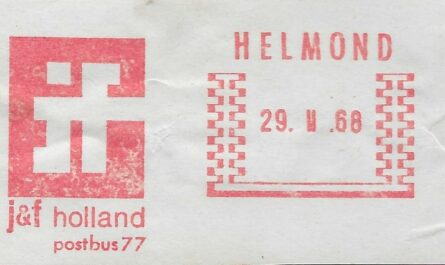 j&f holland
postbus 77
HELMOND
29. V .68